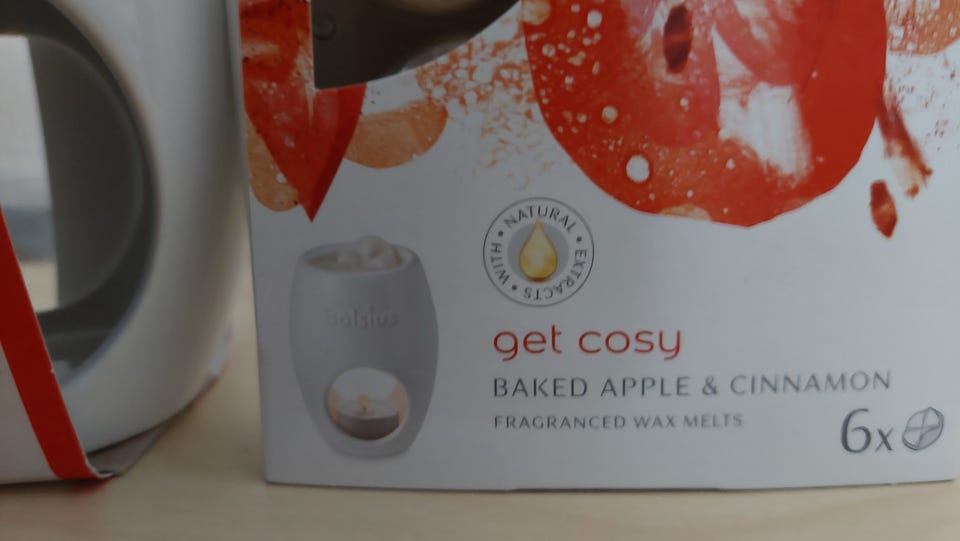 WITH • NATURAL • EXTRACTS •
bolsius
get cosy
BAKED APPLE & CINNAMON
FRAGRANCED WAX MELTS
6x